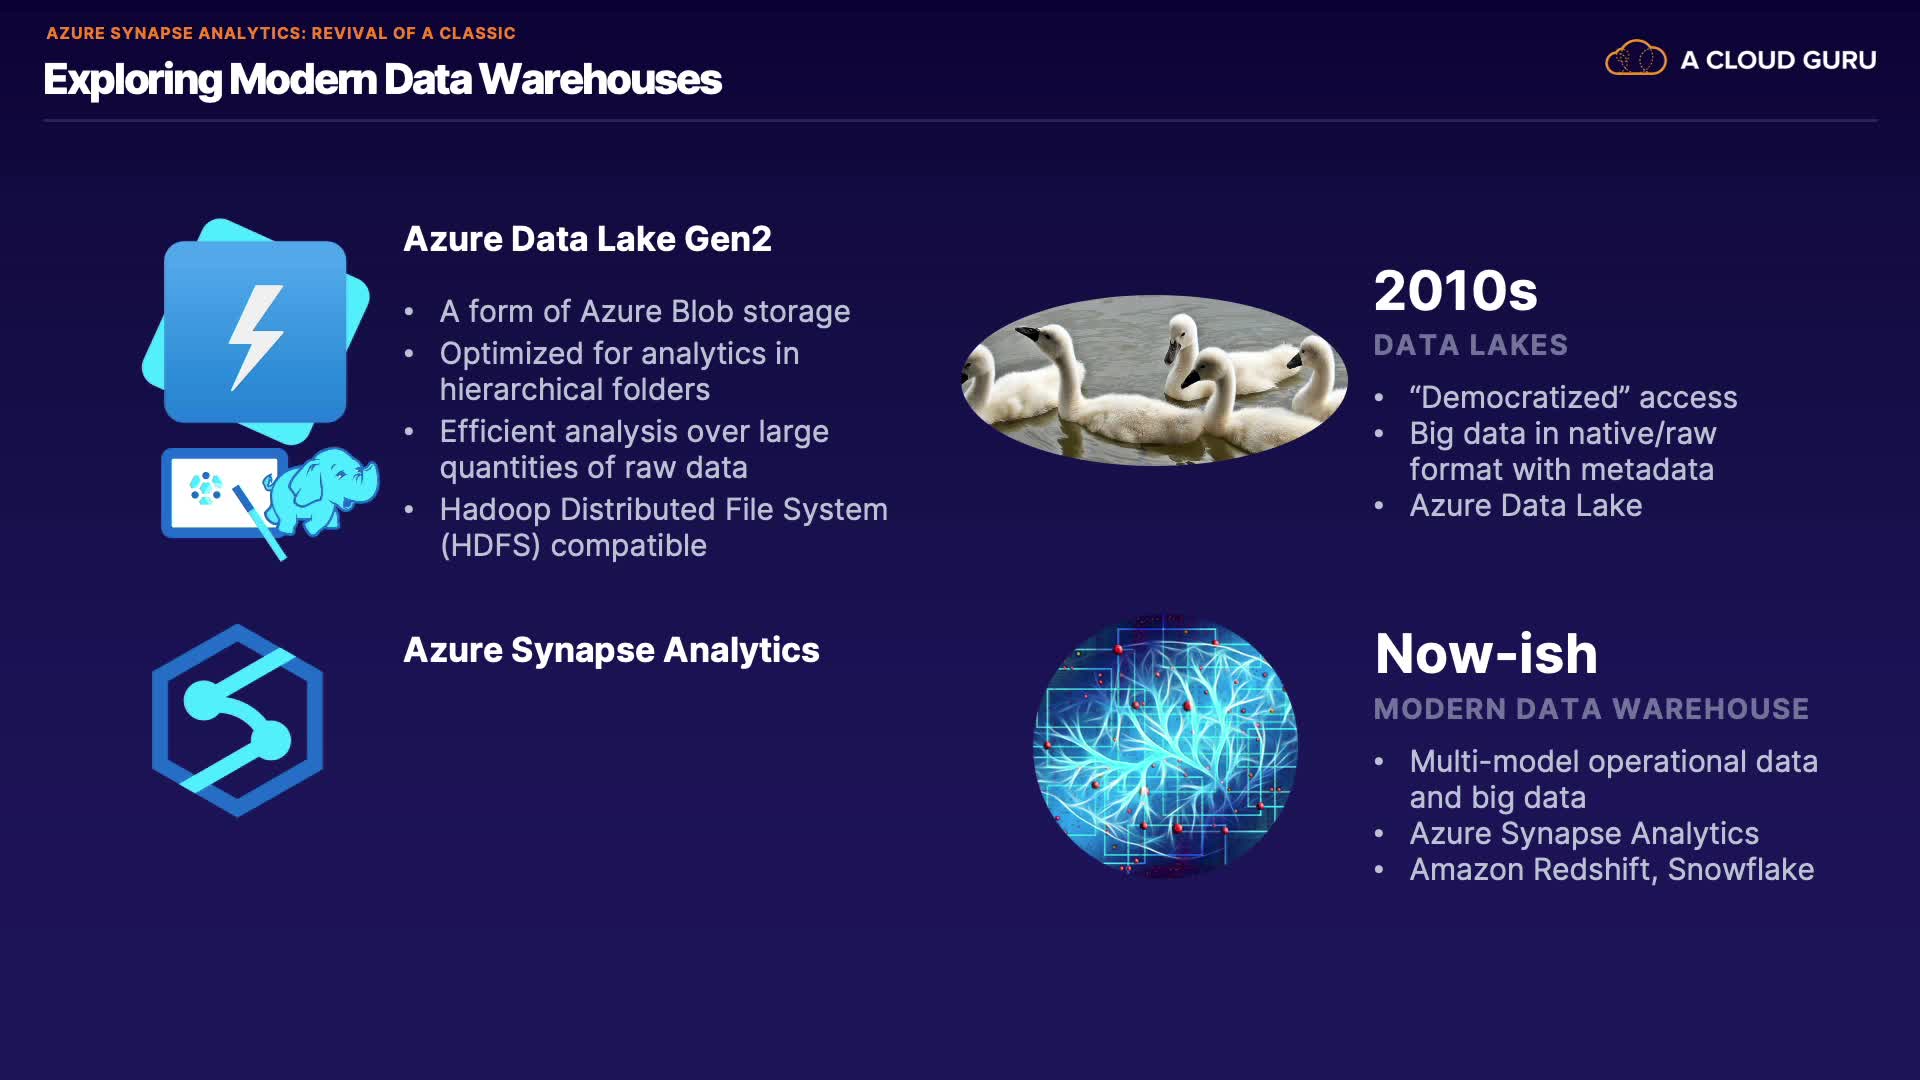 AZURE SYNAPSE ANALYTICS: REVIVAL OF A CLASSIC
Exploring Modern Data Warehouses
A CLOUD GURU
Azure Data Lake Gen2
• A form of Azure Blob storage
• Optimized for analytics in
hierarchical folders
• Efficient analysis over large
quantities of raw data
• Hadoop Distributed File System
(HDFS) compatible
2010s
DATA LAKES
• “Democratized” access
• Big data in native/raw
format with metadata
• Azure Data Lake
Azure Synapse Analytics
Now-ish
MODERN DATA WAREHOUSE
• Multi-model operational data
and big data
• Azure Synapse Analytics
• Amazon Redshift, Snowflake